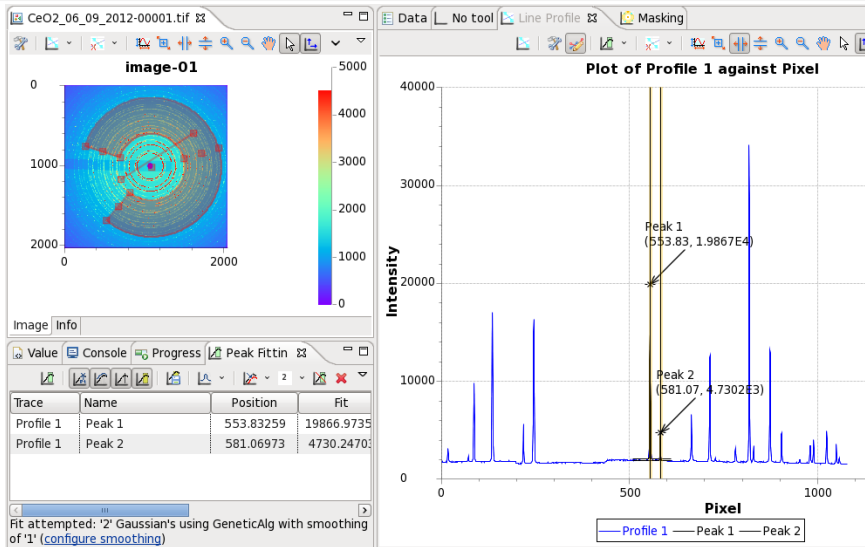 CeO2_06_09_2012-00001.tif
image-01
0
1000
2000
0
2000
5000
4000
3000
2000
1000
0
Image Info
Value Console Progress Peak Fittin
2
Trace Name Position Fit
Profile 1 Peak 1 553.83259 19866.9735
Profile 1 Peak 2 581.06973 4730.24703
Fit attempted: '2' Gaussian's using GeneticAlg with smoothing
of '1' (configure smoothing)
Data No tool Line Profile Masking
Plot of Profile 1 against Pixel
40000
30000
20000
10000
0
Intensity
Peak 1
(553.83, 1.9867E4)
Peak 2
(581.07, 4.7302E3)
0 500 1000
Pixel
Profile 1 Peak 1 Peak 2